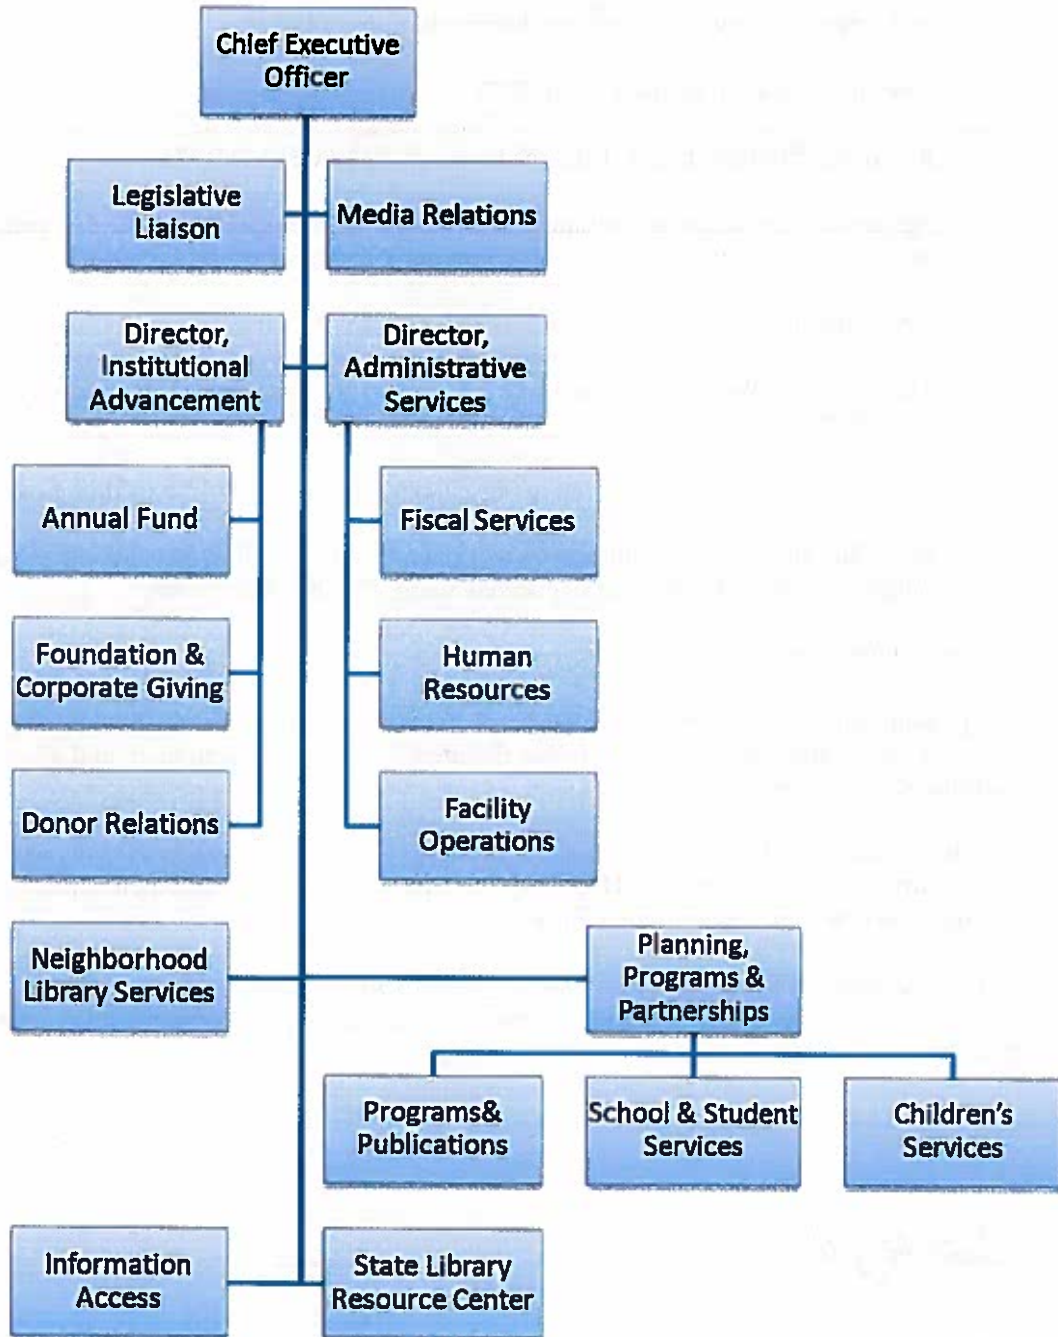 Chief Executive
Officer
Legislative
Liaison
Media Relations
Director,
Institutional
Advancement
Director,
Administrative
Services
Annual Fund
Fiscal Services
Foundation &
Corporate Giving
Human
Resources
Donor Relations
Facility
Operations
Neighborhood
Library Services
Planning,
Programs &
Partnerships
Programs&
Publications
School & Student
Services
Children's
Services
Information
Access
State Library
Resource Center